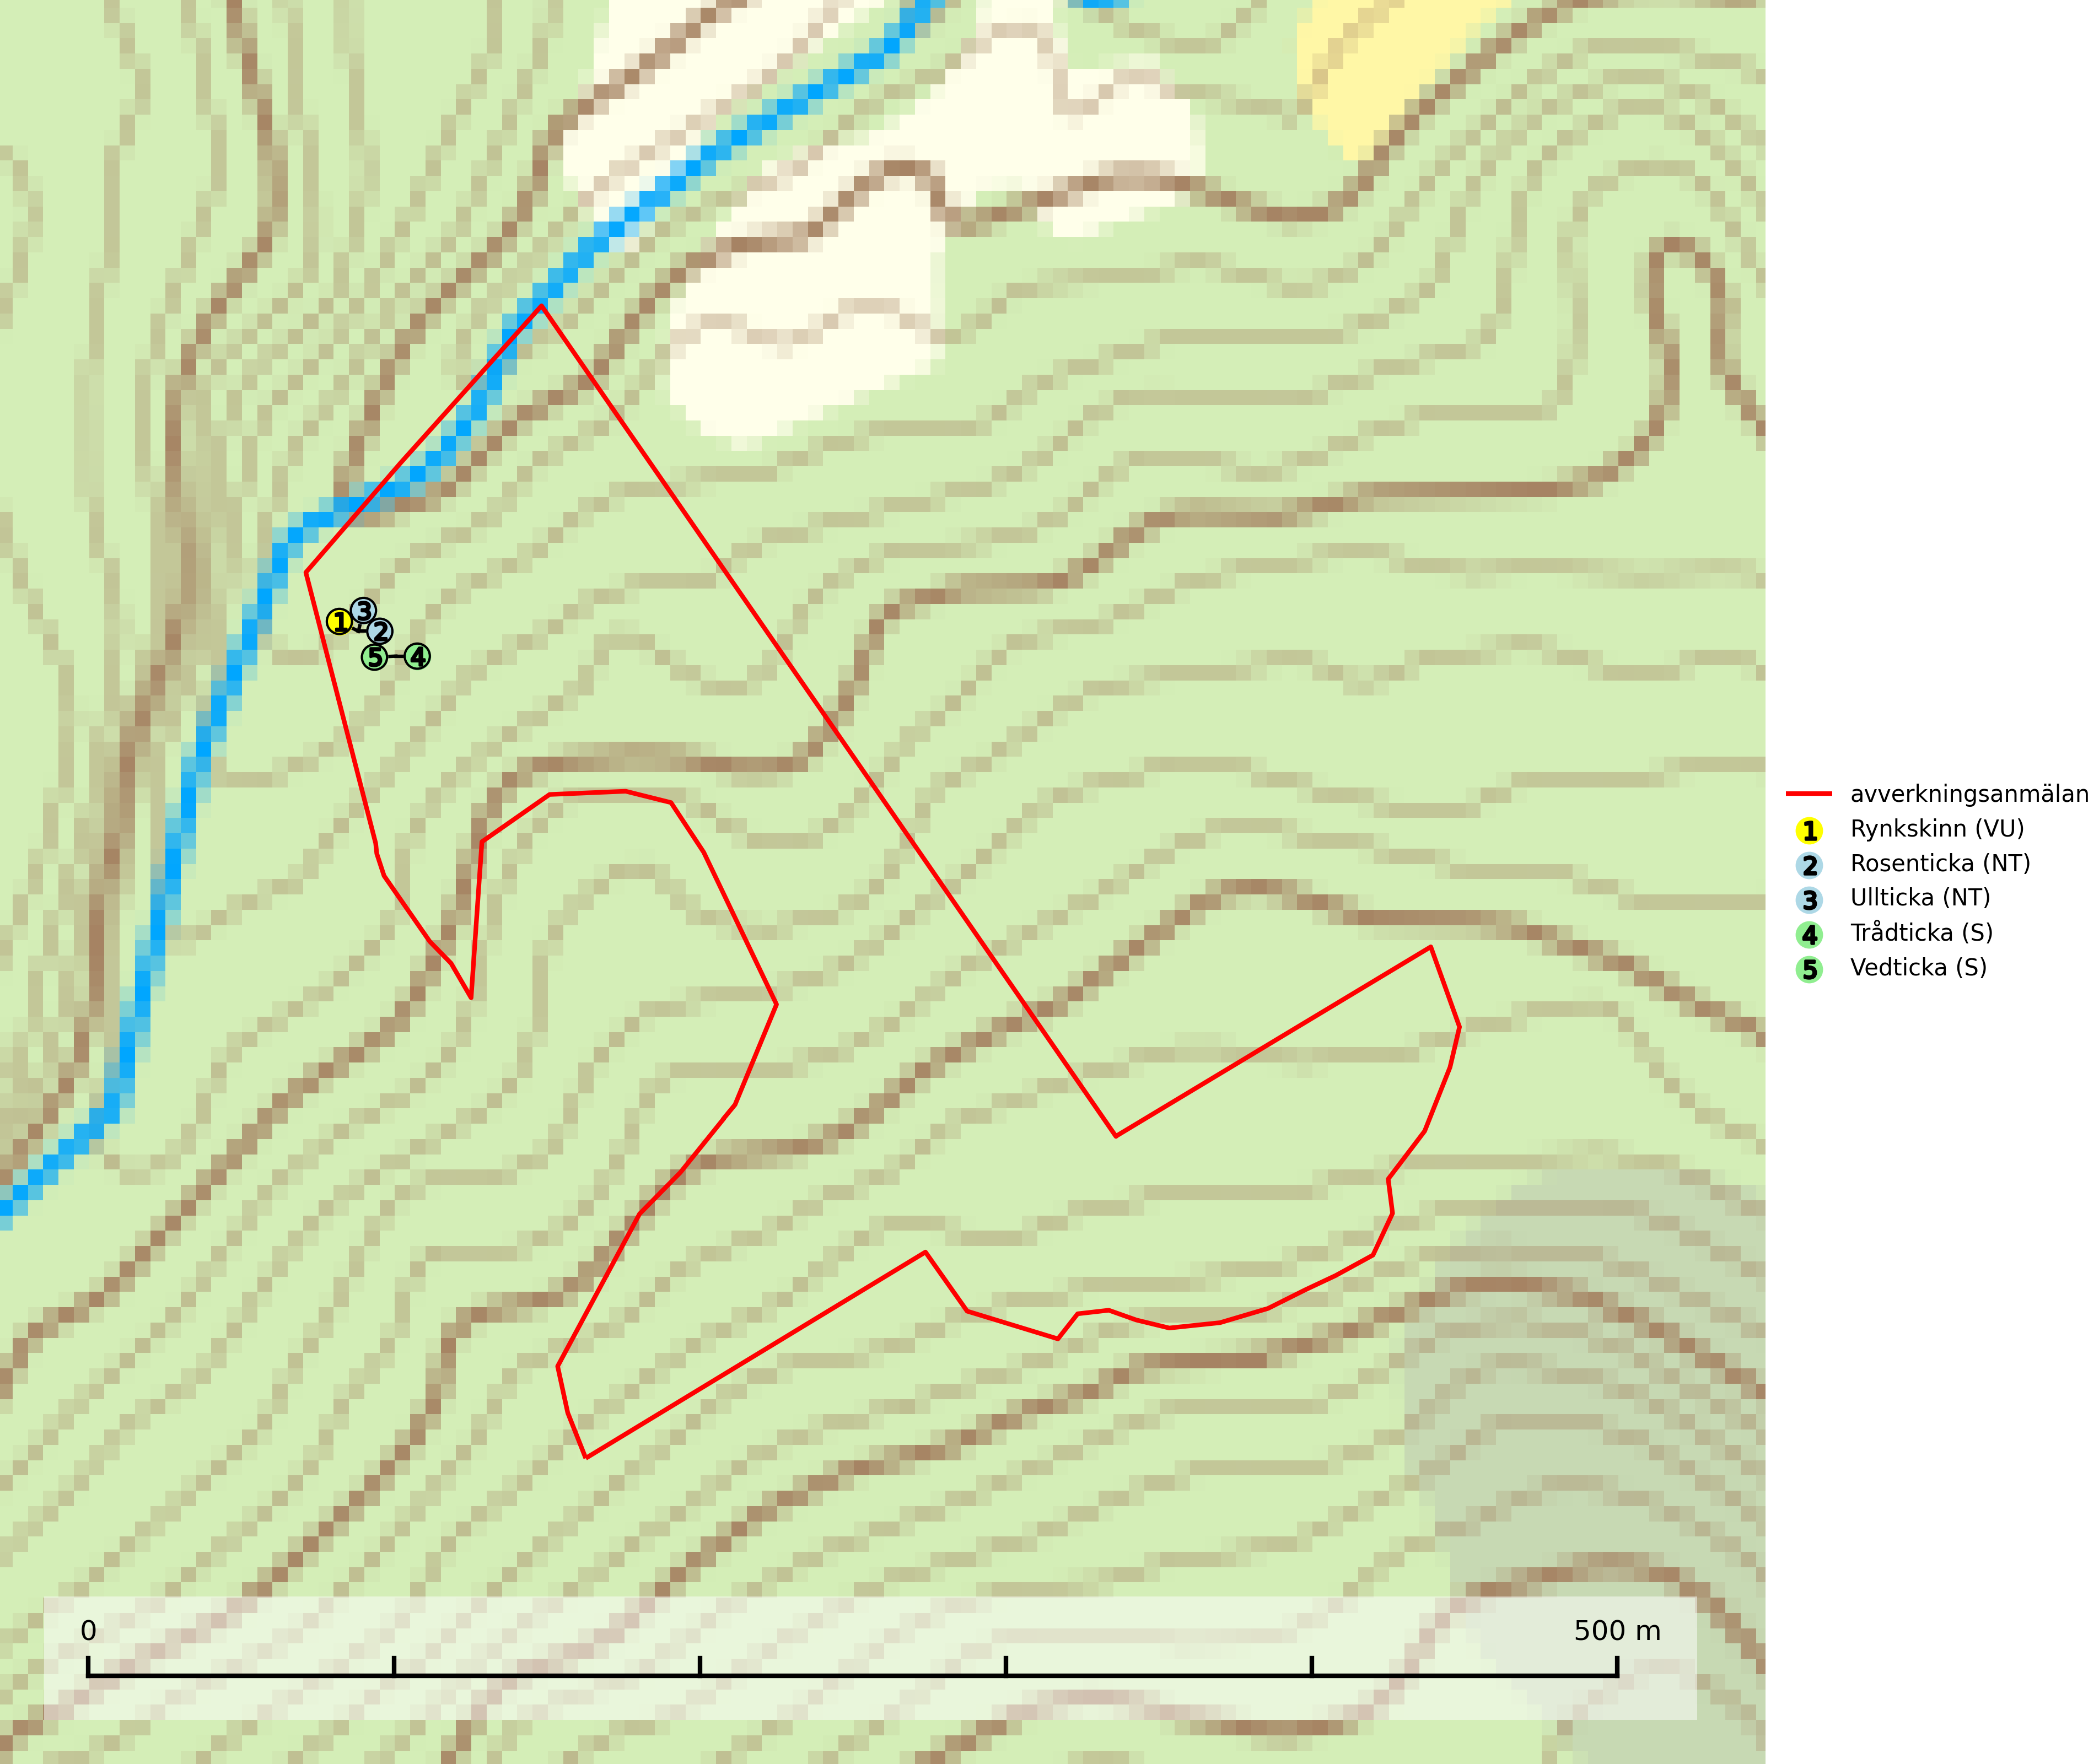 1
3
2
5
4
avverkningsanmälan
1 Rynkskinn (VU)
2 Rosenticka (NT)
3 Ullticka (NT)
4 Trådticka (S)
5 Vedticka (S)
0 500 m